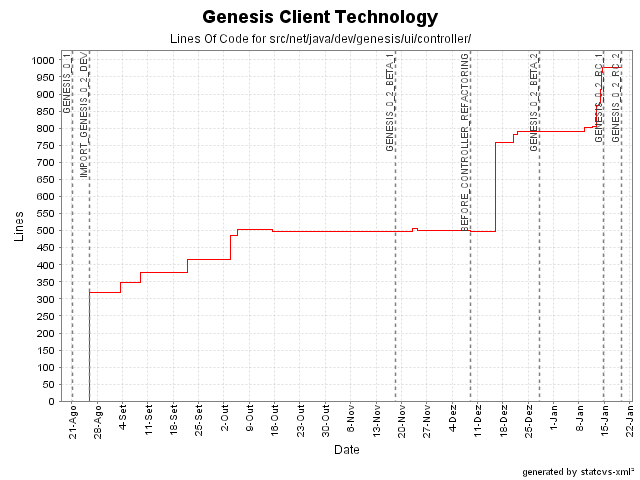 Genesis Client Technology
Lines Of Code for src/net/java/dev/genesis/ui/controller/
GENESIS_0_1
IMPORT_GENESIS_0_2_DEV
GENESIS_0_2_BETA_1
BEFORE_CONTROLLER_REFACTORING
GENESIS_0_2_BETA_2
GENESIS_0_2_RC_1
GENESIS_0_2_RC_2
Lines
1000
950
900
850
800
750
700
650
600
550
500
450
400
350
300
250
200
150
100
50
0
21-Ago
28-Ago
4-Set
11-Set
18-Set
25-Set
2-Out
9-Out
16-Out
23-Out
30-Out
6-Nov
13-Nov
20-Nov
27-Nov
4-Dez
11-Dez
18-Dez
25-Dez
1-Jan
8-Jan
15-Jan
22-Jan
Date
generated by statcvs-xml²